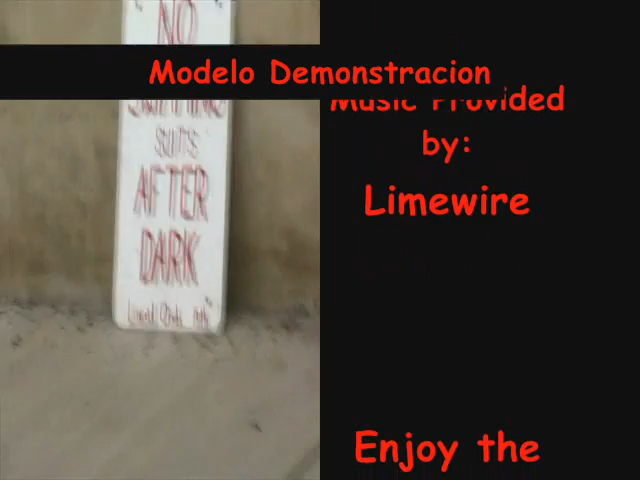 NO
Modelo Demonstracion
SUITS
AFTER
DARK
Music Provided
by:
Limewire
Enjoy the